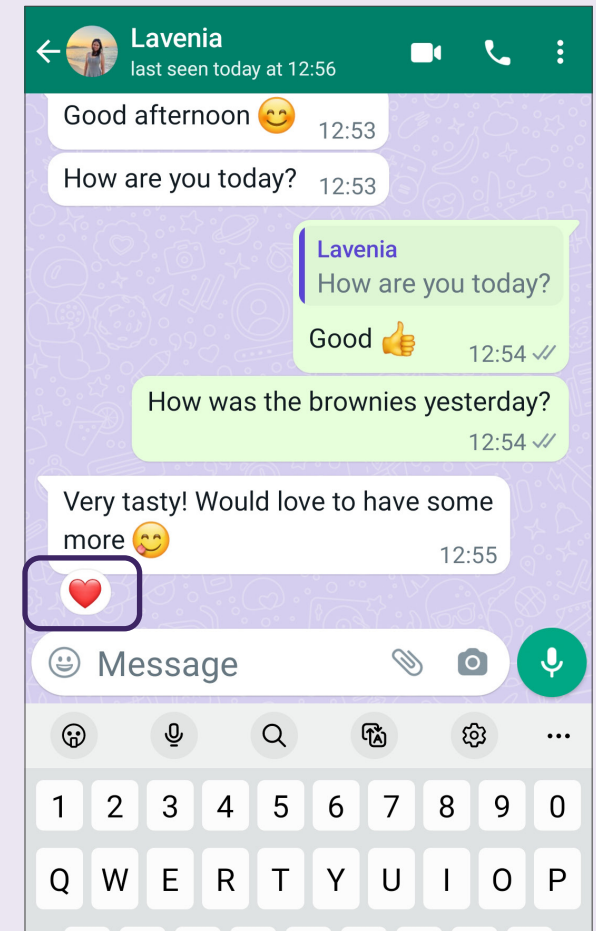 Lavenia
last seen today at 12:56
Good afternoon 😊 12:53
How are you today? 12:53
Lavenia
How are you today?
Good 👍 12:54
How was the brownies yesterday?
12:54
Very tasty! Would love to have some
more 😋 12:55
❤️
Message
1 2 3 4 5 6 7 8 9 0
Q W E R T Y U I O P